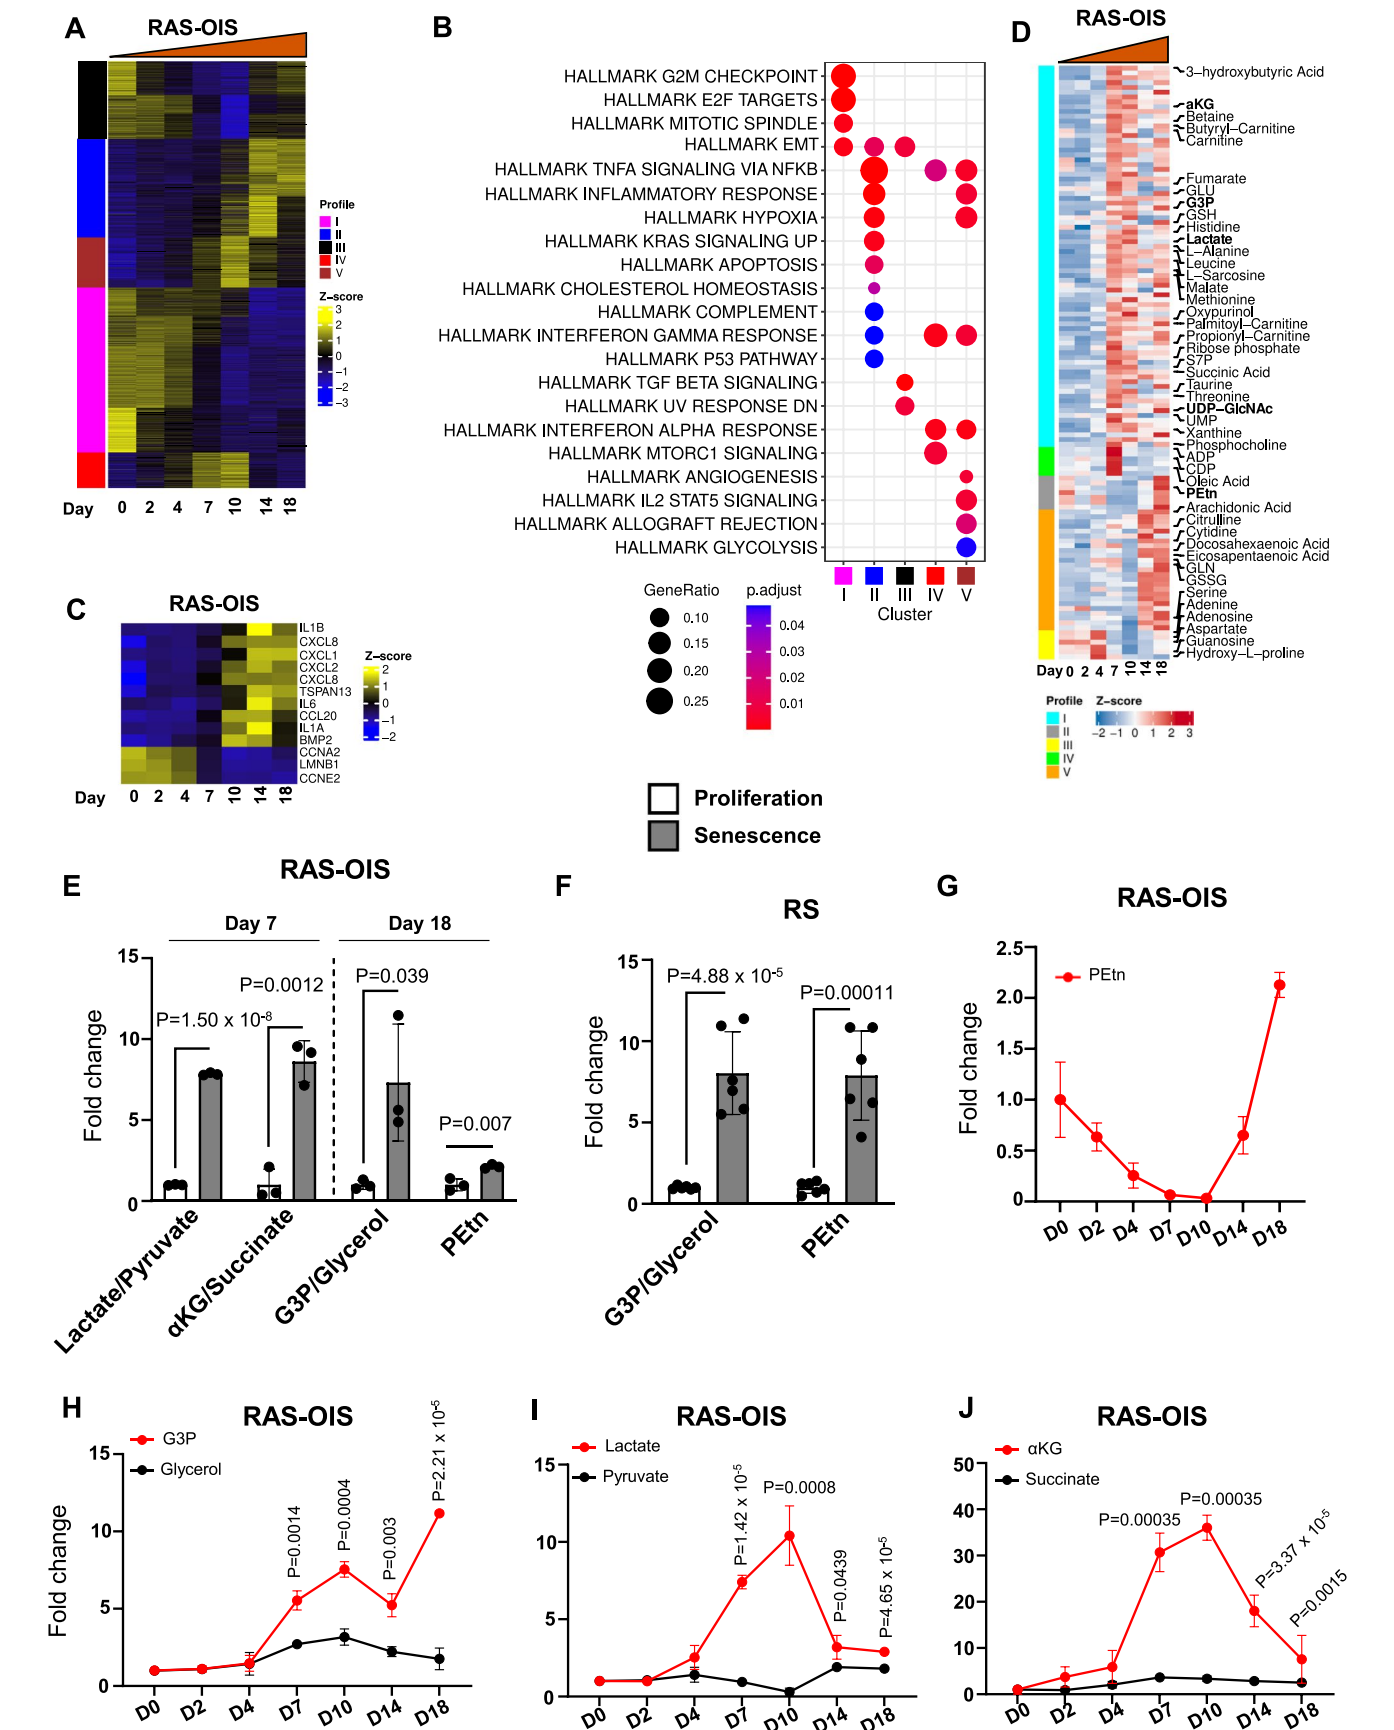 A
RAS-OIS
Profile
I
II
III
IV
V
Z-score
3
2
1
0
-1
-2
-3
Day 0 2 4 7 10 14 18
B
HALLMARK G2M CHECKPOINT
HALLMARK E2F TARGETS
HALLMARK MITOTIC SPINDLE
HALLMARK EMT
HALLMARK TNFA SIGNALING VIA NFKB
HALLMARK INFLAMMATORY RESPONSE
HALLMARK HYPOXIA
HALLMARK KRAS SIGNALING UP
HALLMARK APOPTOSIS
HALLMARK CHOLESTEROL HOMEOSTASIS
HALLMARK COMPLEMENT
HALLMARK INTERFERON GAMMA RESPONSE
HALLMARK P53 PATHWAY
HALLMARK TGF BETA SIGNALING
HALLMARK UV RESPONSE DN
HALLMARK INTERFERON ALPHA RESPONSE
HALLMARK MTORC1 SIGNALING
HALLMARK ANGIOGENESIS
HALLMARK IL2 STAT5 SIGNALING
HALLMARK ALLOGRAFT REJECTION
HALLMARK GLYCOLYSIS
I II III IV V
Cluster
GeneRatio
0.10
0.15
0.20
0.25
p.adjust
0.04
0.03
0.02
0.01
C
RAS-OIS
IL1B
CXCL8
CXCL1
CXCL2
CXCL8
TSPAN13
IL6
CCL20
IL1A
BMP2
CCNA2
LMNB1
CCNE2
Z-score
2
1
0
-1
-2
Day 0 2 4 7 10 14 18
D
RAS-OIS
3-hydroxybutyric Acid
aKG
Betaine
Butyryl-Carnitine
Carnitine
Fumarate
GLU
G3P
GSH
Histidine
Lactate
L-Alanine
Leucine
L-Sarcosine
Malate
Methionine
Oxypurinol
Palmitoyl-Carnitine
Propionyl-Carnitine
Ribose phosphate
S7P
Succinic Acid
Taurine
Threonine
UDP-GlcNAc
UMP
Xanthine
Phosphocholine
ADP
CDP
Oleic Acid
PEtn
Arachidonic Acid
Citrulline
Cytidine
Docosahexaenoic Acid
Eicosapentaenoic Acid
GLN
GSSG
Serine
Adenine
Adenosine
Aspartate
Guanosine
Hydroxy-L-proline
Day 0 2 4 7 10 14 18
Profile
I
II
III
IV
V
Z-score
-2 -1 0 1 2 3
Proliferation
Senescence
E
RAS-OIS
Day 7
Day 18
Fold change
15
10
5
0
P=1.50 x 10-8
P=0.0012
P=0.039
P=0.007
Lactate/Pyruvate
αKG/Succinate
G3P/Glycerol
PEtn
F
RS
Fold change
15
10
5
0
P=4.88 x 10-5
P=0.00011
G3P/Glycerol
PEtn
G
RAS-OIS
PEtn
Fold change
2.5
2.0
1.0
0.5
0
D0 D2 D4 D7 D10 D14 D18
H
RAS-OIS
G3P
Glycerol
Fold change
15
10
5
0
P=0.0014
P=0.0004
P=0.003
P=2.21 x 10-5
D0 D2 D4 D7 D10 D14 D18
I
RAS-OIS
Lactate
Pyruvate
15
10
5
0
P=1.42 x 10-5
P=0.0008
P=0.0439
P=4.65 x 10-5
D0 D2 D4 D7 D10 D14 D18
J
RAS-OIS
αKG
Succinate
50
40
30
20
10
0
P=0.00035
P=0.00035
P=3.37 x 10-5
P=0.0015
D0 D2 D4 D7 D10 D14 D18